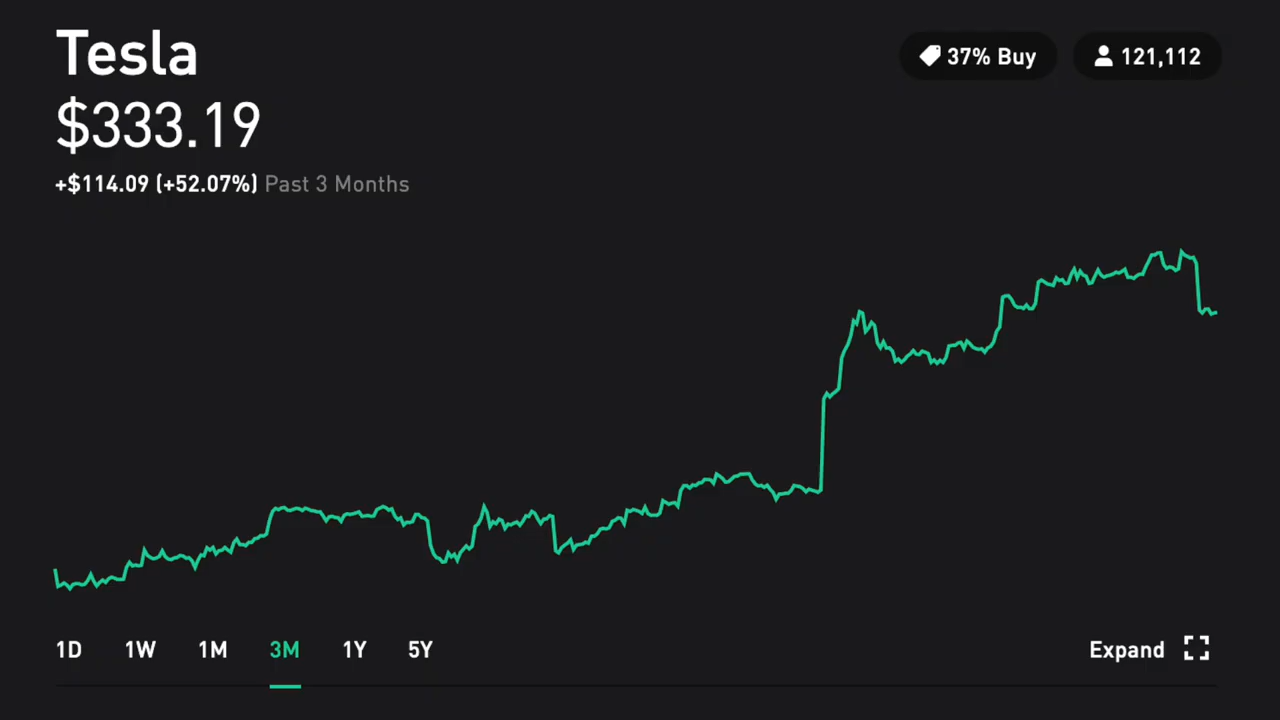 Tesla
37% Buy
121,112
$333.19
+$114.09 (+52.07%) Past 3 Months
1D 1W 1M 3M 1Y 5Y
Expand